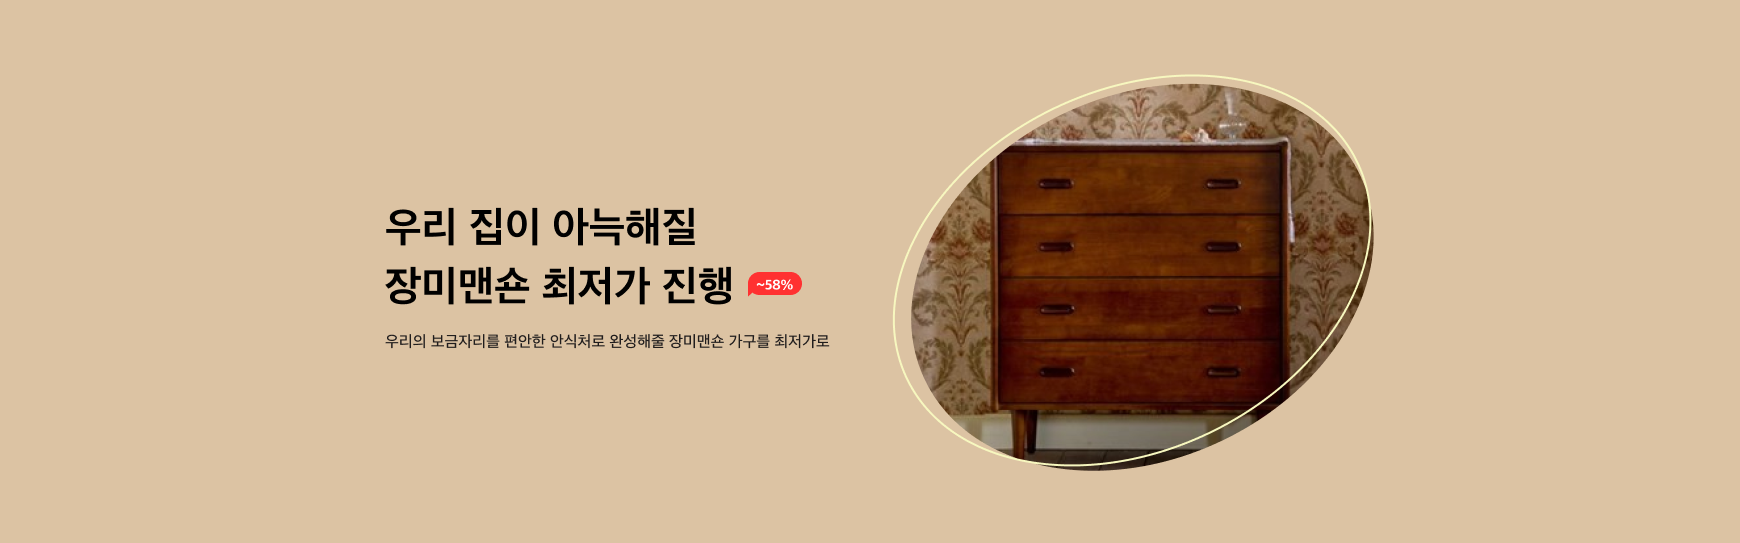 우리 집이 아늑해질
장미맨숀 최저가 진행 ~58%
우리의 보금자리를 편안한 안식처로 완성해줄 장미맨숀 가구를 최저가로